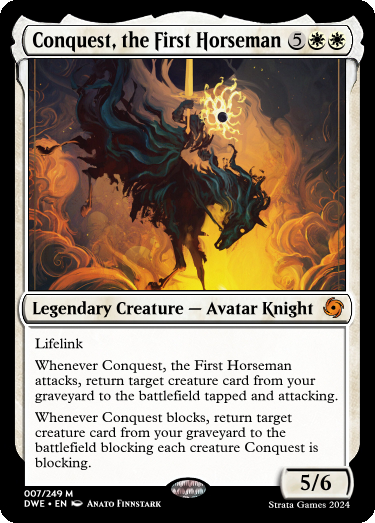 Conquest, the First Horseman 5
Legendary Creature — Avatar Knight
Lifelink
Whenever Conquest, the First Horseman
attacks, return target creature card from your
graveyard to the battlefield tapped and attacking.
Whenever Conquest blocks, return target
creature card from your graveyard to the
battlefield blocking each creature Conquest is
blocking.
5/6
007/249 M
DWE • EN Anato Finnstark
Strata Games 2024